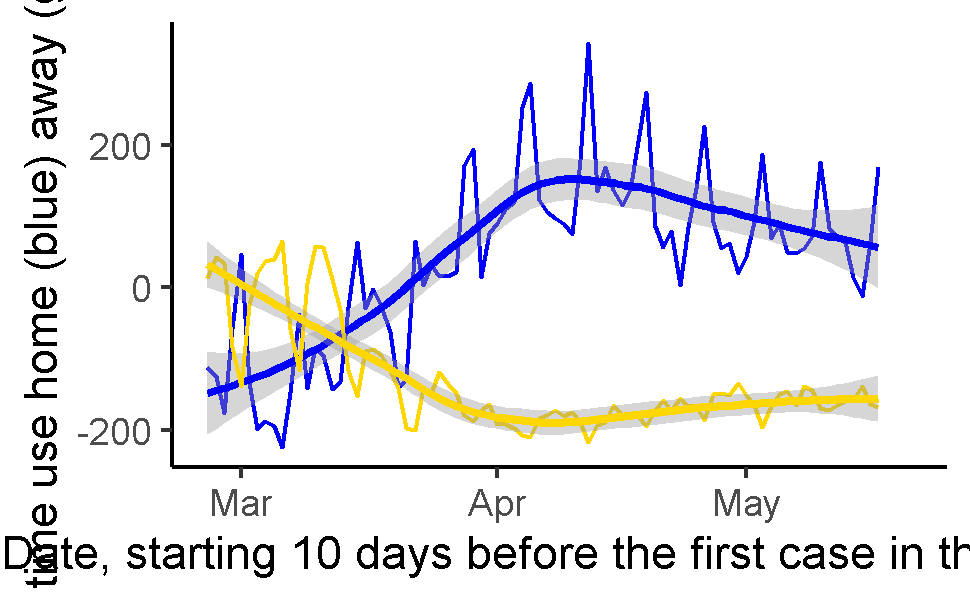 time use home (blue) away (
200
0
-200
Mar Apr May
Date, starting 10 days before the first case in th